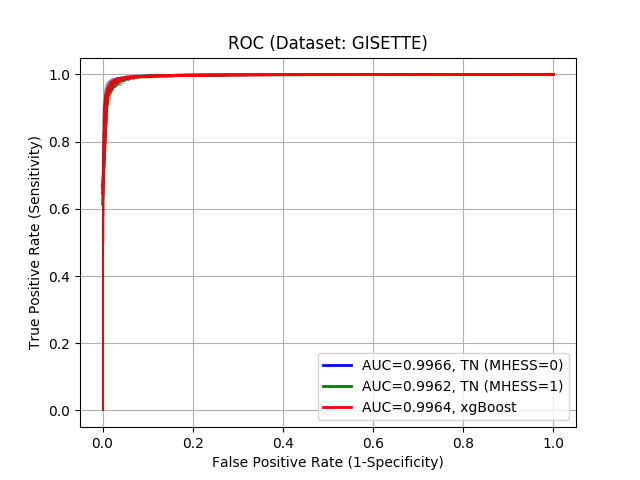 ROC (Dataset: GISETTE)
True Positive Rate (Sensitivity)
1.0
0.8
0.6
0.4
0.2
0.0
AUC=0.9966, TN (MHESS=0)
AUC=0.9962, TN (MHESS=1)
AUC=0.9964, xgBoost
0.0 0.2 0.4 0.6 0.8 1.0
False Positive Rate (1-Specificity)